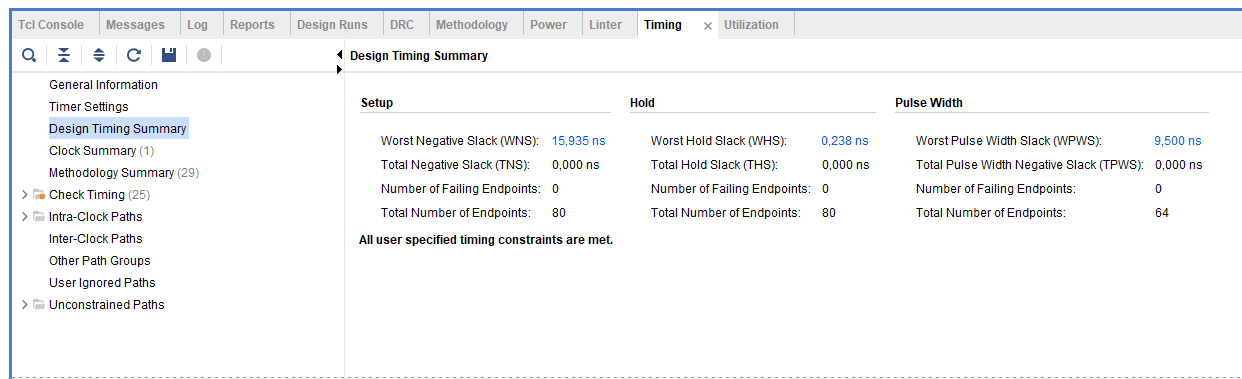 Tcl Console Messages Log Reports Design Runs DRC Methodology Power Linter Timing × Utilization
Design Timing Summary
General Information
Timer Settings
Design Timing Summary
Clock Summary (1)
Methodology Summary (29)
Check Timing (25)
Intra-Clock Paths
Inter-Clock Paths
Other Path Groups
User Ignored Paths
Unconstrained Paths
Setup Hold Pulse Width
Worst Negative Slack (WNS): 15,935 ns Worst Hold Slack (WHS): 0,238 ns Worst Pulse Width Slack (WPWS): 9,500 ns
Total Negative Slack (TNS): 0,000 ns Total Hold Slack (THS): 0,000 ns Total Pulse Width Negative Slack (TPWS): 0,000 ns
Number of Failing Endpoints: 0 Number of Failing Endpoints: 0 Number of Failing Endpoints: 0
Total Number of Endpoints: 80 Total Number of Endpoints: 80 Total Number of Endpoints: 64
All user specified timing constraints are met.